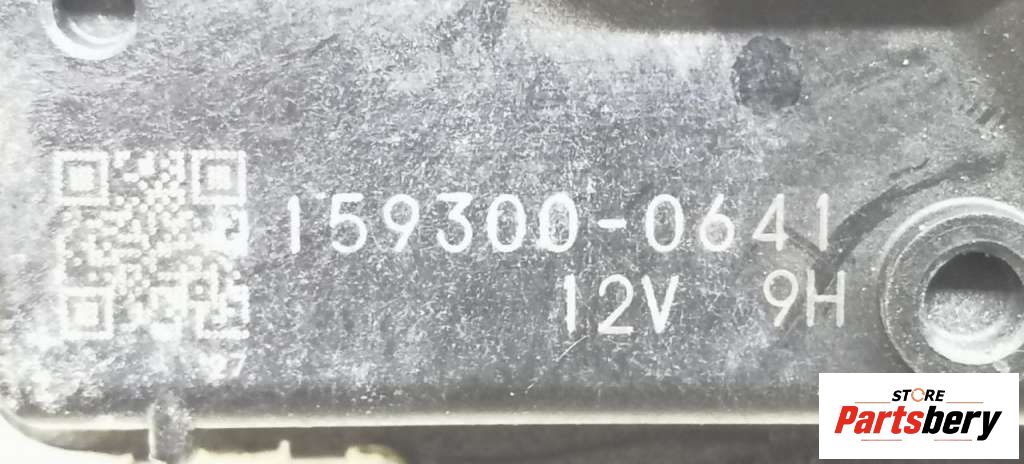 159300-0641
12V 9H
STORE
Partsbery